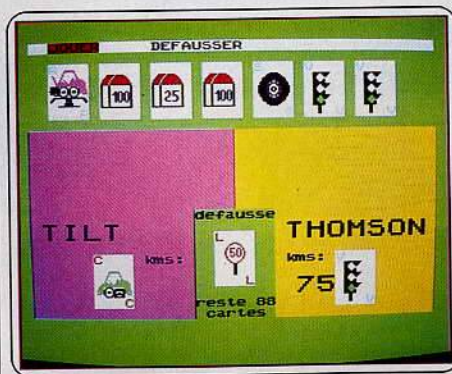 DEFAUSSER
100
25
100
TILT
kms:
C
C
defausse
L
50
L
reste 88
cartes
THOMSON
kms:
75